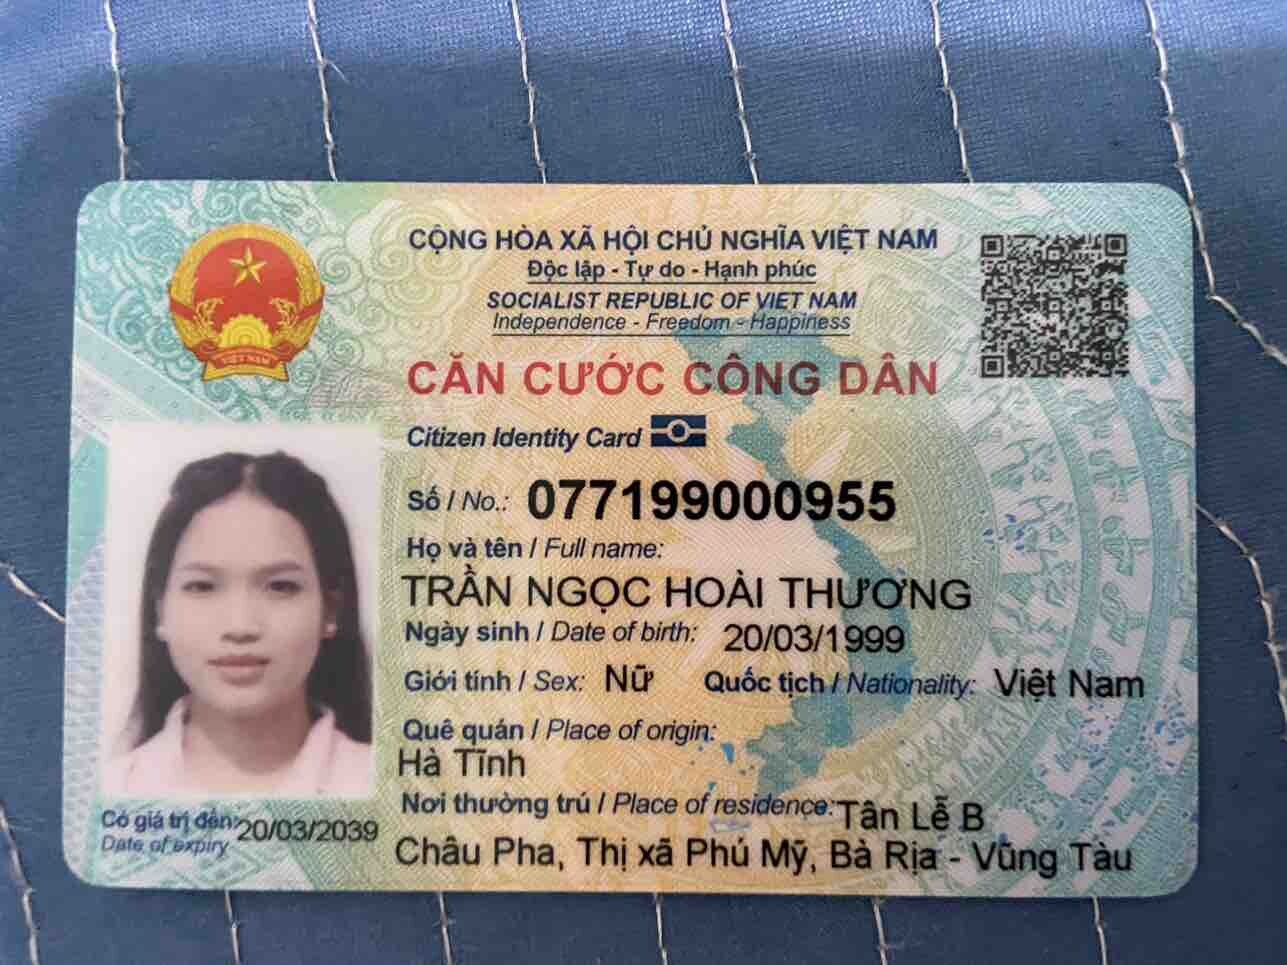 CỘNG HÒA XÃ HỘI CHỦ NGHĨA VIỆT NAM
Độc lập - Tự do - Hạnh phúc
SOCIALIST REPUBLIC OF VIET NAM
Independence - Freedom - Happiness
CĂN CƯỚC CÔNG DÂN
Citizen Identity Card
VIỆT NAM
Số / No.: 077199000955
Họ và tên / Full name:
TRẦN NGỌC HOÀI THƯƠNG
Ngày sinh / Date of birth: 20/03/1999
Giới tính / Sex: Nữ Quốc tịch / Nationality: Việt Nam
Quê quán / Place of origin:
Hà Tĩnh
Nơi thường trú / Place of residence: Tân Lễ B
Châu Pha, Thị xã Phú Mỹ, Bà Rịa - Vũng Tàu
Có giá trị đến: 20/03/2039
Date of expiry